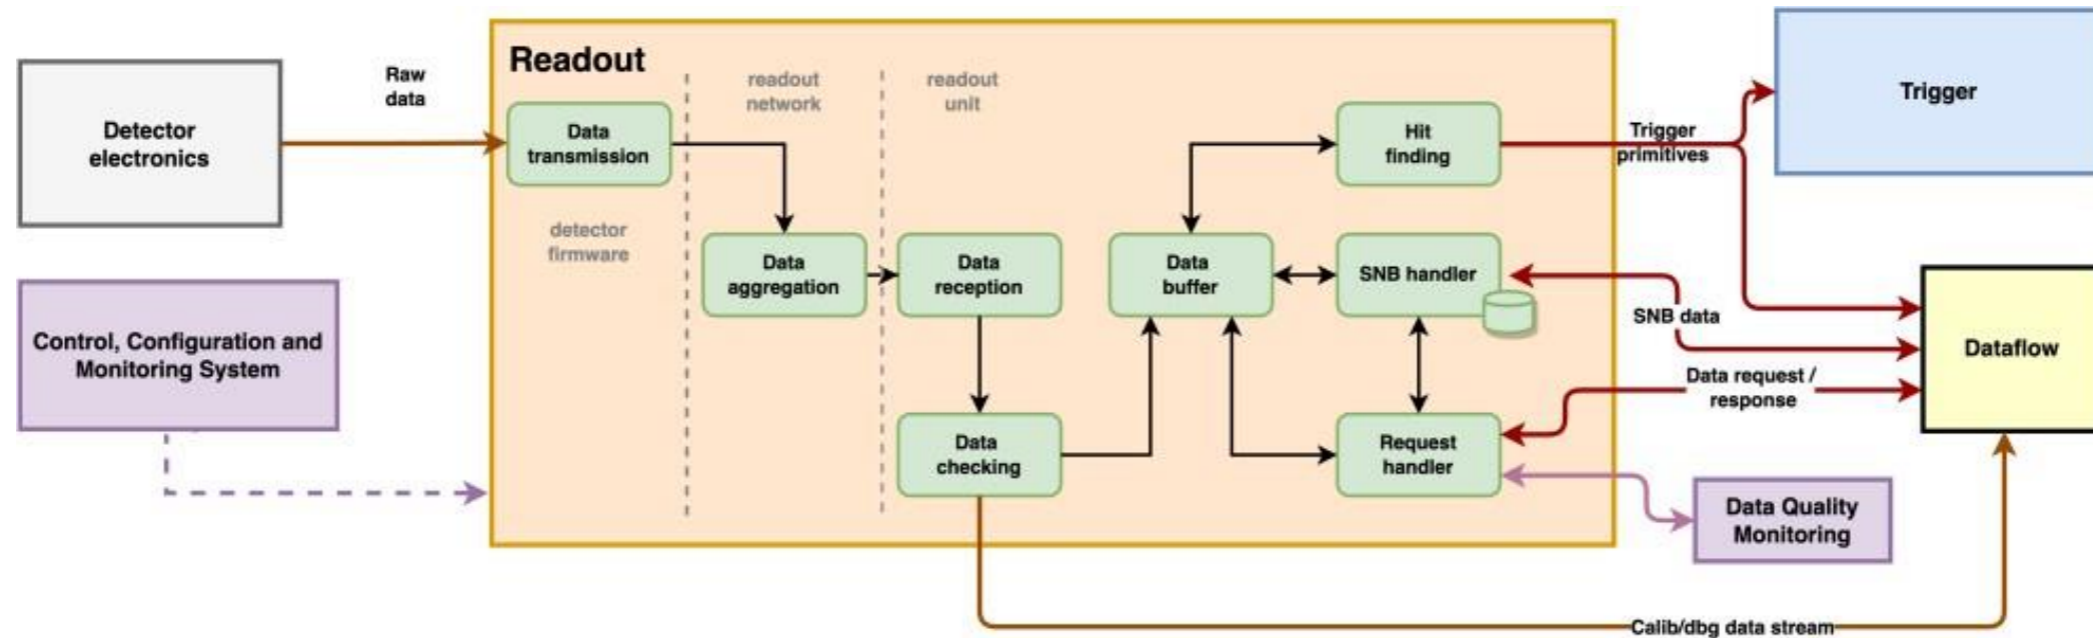 Readout
Raw
data
readout
network
readout
unit
Detector
electronics
Data
transmission
Hit
finding
Trigger
primitives
Trigger
detector
firmware
Data
aggregation
Data
reception
Data
buffer
SNB handler
SNB data
Control, Configuration and
Monitoring System
Dataflow
Data request /
response
Data
checking
Request
handler
Data Quality
Monitoring
Calib/dbg data stream